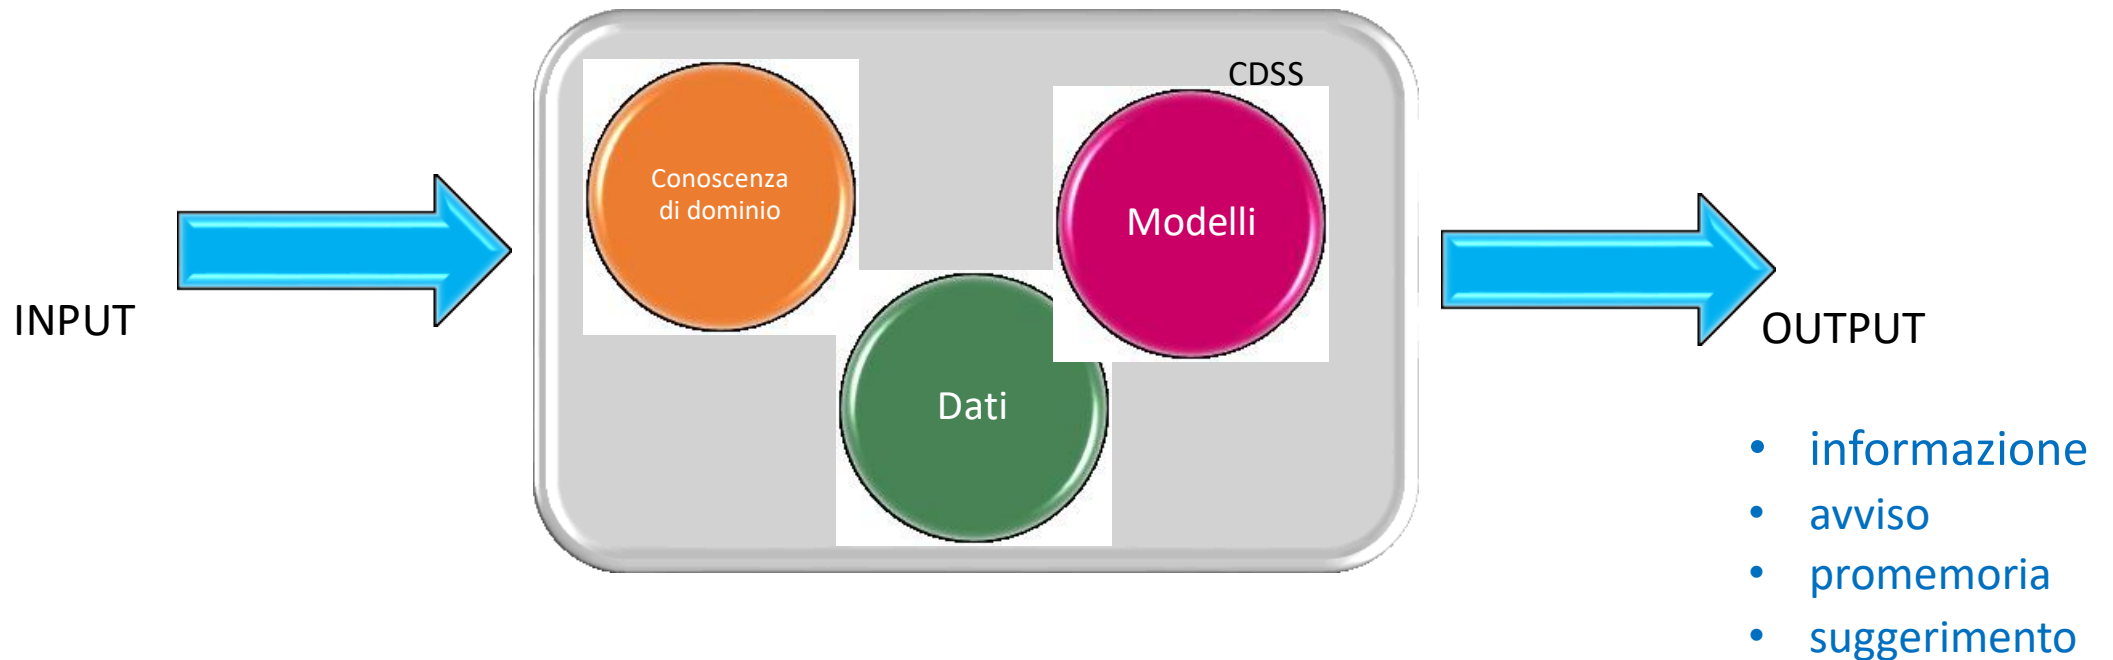 CDSS
Conoscenza
di dominio
Modelli
INPUT
OUTPUT
Dati
• informazione
• avviso
• promemoria
• suggerimento